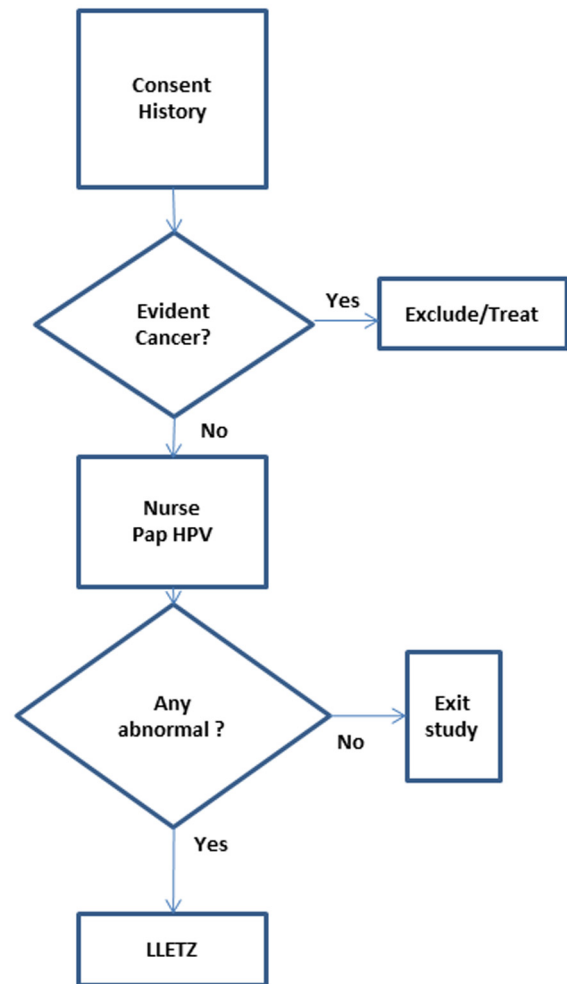 Consent
History
Evident
Cancer?
Yes
Exclude/Treat
No
Nurse
Pap HPV
Any
abnormal ?
No
Exit
study
Yes
LLETZ